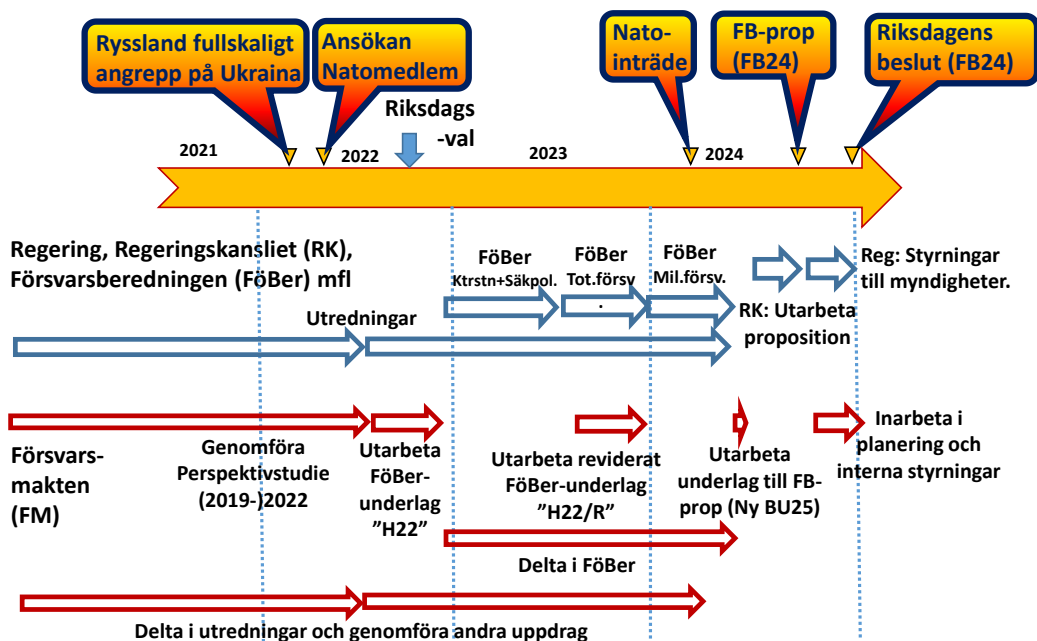 Ryssland fullskaligt
angrepp på Ukraina
Ansökan
Natomedlem
Nato-
inträde
FB-prop
(FB24)
Riksdagens
beslut (FB24)
Riksdags
-val
2021
2022
2023
2024
Regering, Regeringskansliet (RK),
Försvarsberedningen (FöBer) mfl
FöBer
Ktrstn+Säkpol.
FöBer
Tot.försv
.
FöBer
Mil.försv.
Reg: Styrningar
till myndigheter.
RK: Utarbeta
proposition
Utredningar
Försvars-
makten
(FM)
Genomföra
Perspektivstudie
(2019-)2022
Utarbeta
FöBer-
underlag
”H22”
Utarbeta reviderat
FöBer-underlag
”H22/R”
Utarbeta
underlag till FB-
prop (Ny BU25)
Inarbeta i
planering och
interna styrningar
Delta i FöBer
Delta i utredningar och genomföra andra uppdrag